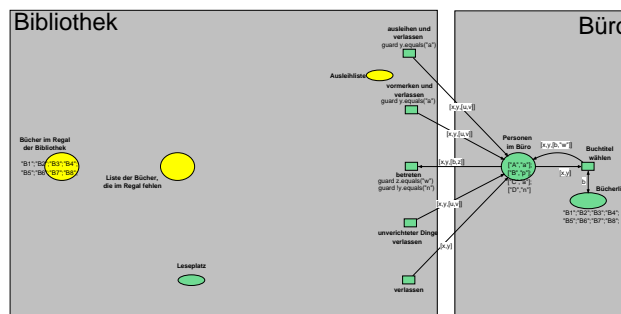 Bibliothek
Büro
ausleihen und
verlassen
guard y.equals("a")
Ausleihliste
vormerken und
verlassen
guard y.equals("a")
[x,y,[u,v]]
[x,y,[u,v]]
Bücher im Regal
der Bibliothek
"B1";"B2";"B3";"B4";
"B5";"B6";"B7";"B8";
Liste der Bücher,
die im Regal fehlen
betreten
guard z.equals("w")
guard !y.equals("n")
[x,y,[b,z]]
Personen
im Büro
["A","a"];
["B","p"];
["C","a"];
["D","n"]
[x,y,[b,"w"]]
Buchtitel
wählen
[x,y]
b
"B1";"B2";"B3";"B4";
"B5";"B6";"B7";"B8";
[x,y,[u,v]]
unverichteter Dinge
verlassen
[x,y]
Leseplatz
verlassen